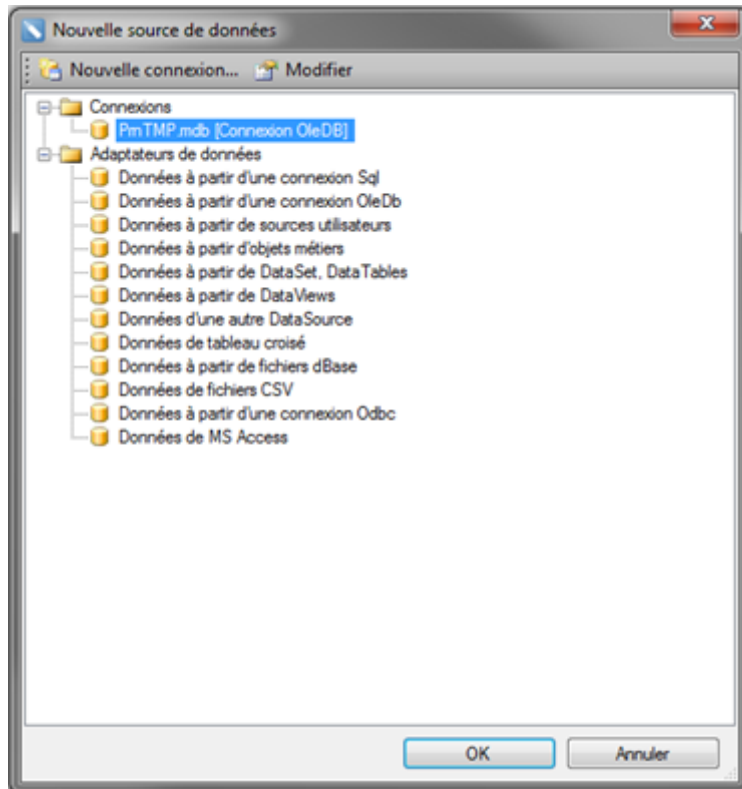 Nouvelle source de données
Nouvelle connexion... Modifier
Connexions
PrnTMP.mdb [Connexion OleDB]
Adaptateurs de données
Données à partir d'une connexion Sql
Données à partir d'une connexion OleDb
Données à partir de sources utilisateurs
Données à partir d'objets métiers
Données à partir de DataSet, DataTables
Données à partir de DataViews
Données d'une autre DataSource
Données de tableau croisé
Données à partir de fichiers dBase
Données de fichiers CSV
Données à partir d'une connexion Odbc
Données de MS Access
OK Annuler